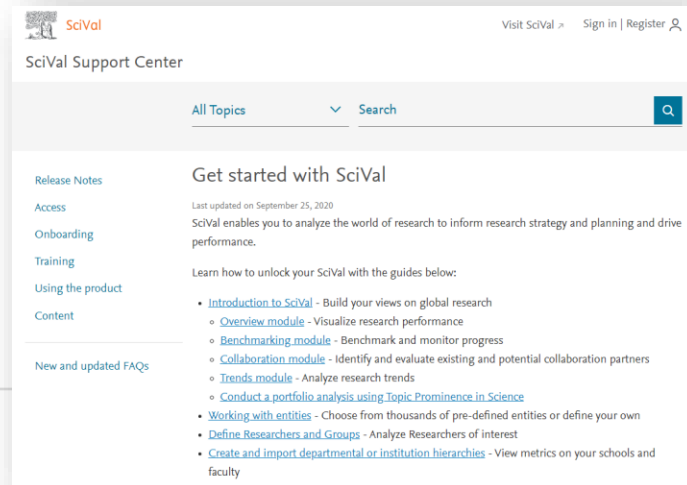 SciVal
Visit SciVal ↗ Sign in | Register
SciVal Support Center
All Topics Search
Release Notes
Access
Onboarding
Training
Using the product
Content
New and updated FAQs
Get started with SciVal
Last updated on September 25, 2020
SciVal enables you to analyze the world of research to inform research strategy and planning and drive
performance.
Learn how to unlock your SciVal with the guides below:
• Introduction to SciVal - Build your views on global research
◦ Overview module - Visualize research performance
◦ Benchmarking module - Benchmark and monitor progress
◦ Collaboration module - Identify and evaluate existing and potential collaboration partners
◦ Trends module - Analyze research trends
◦ Conduct a portfolio analysis using Topic Prominence in Science
• Working with entities - Choose from thousands of pre-defined entities or define your own
• Define Researchers and Groups - Analyze Researchers of interest
• Create and import departmental or institution hierarchies - View metrics on your schools and
faculty